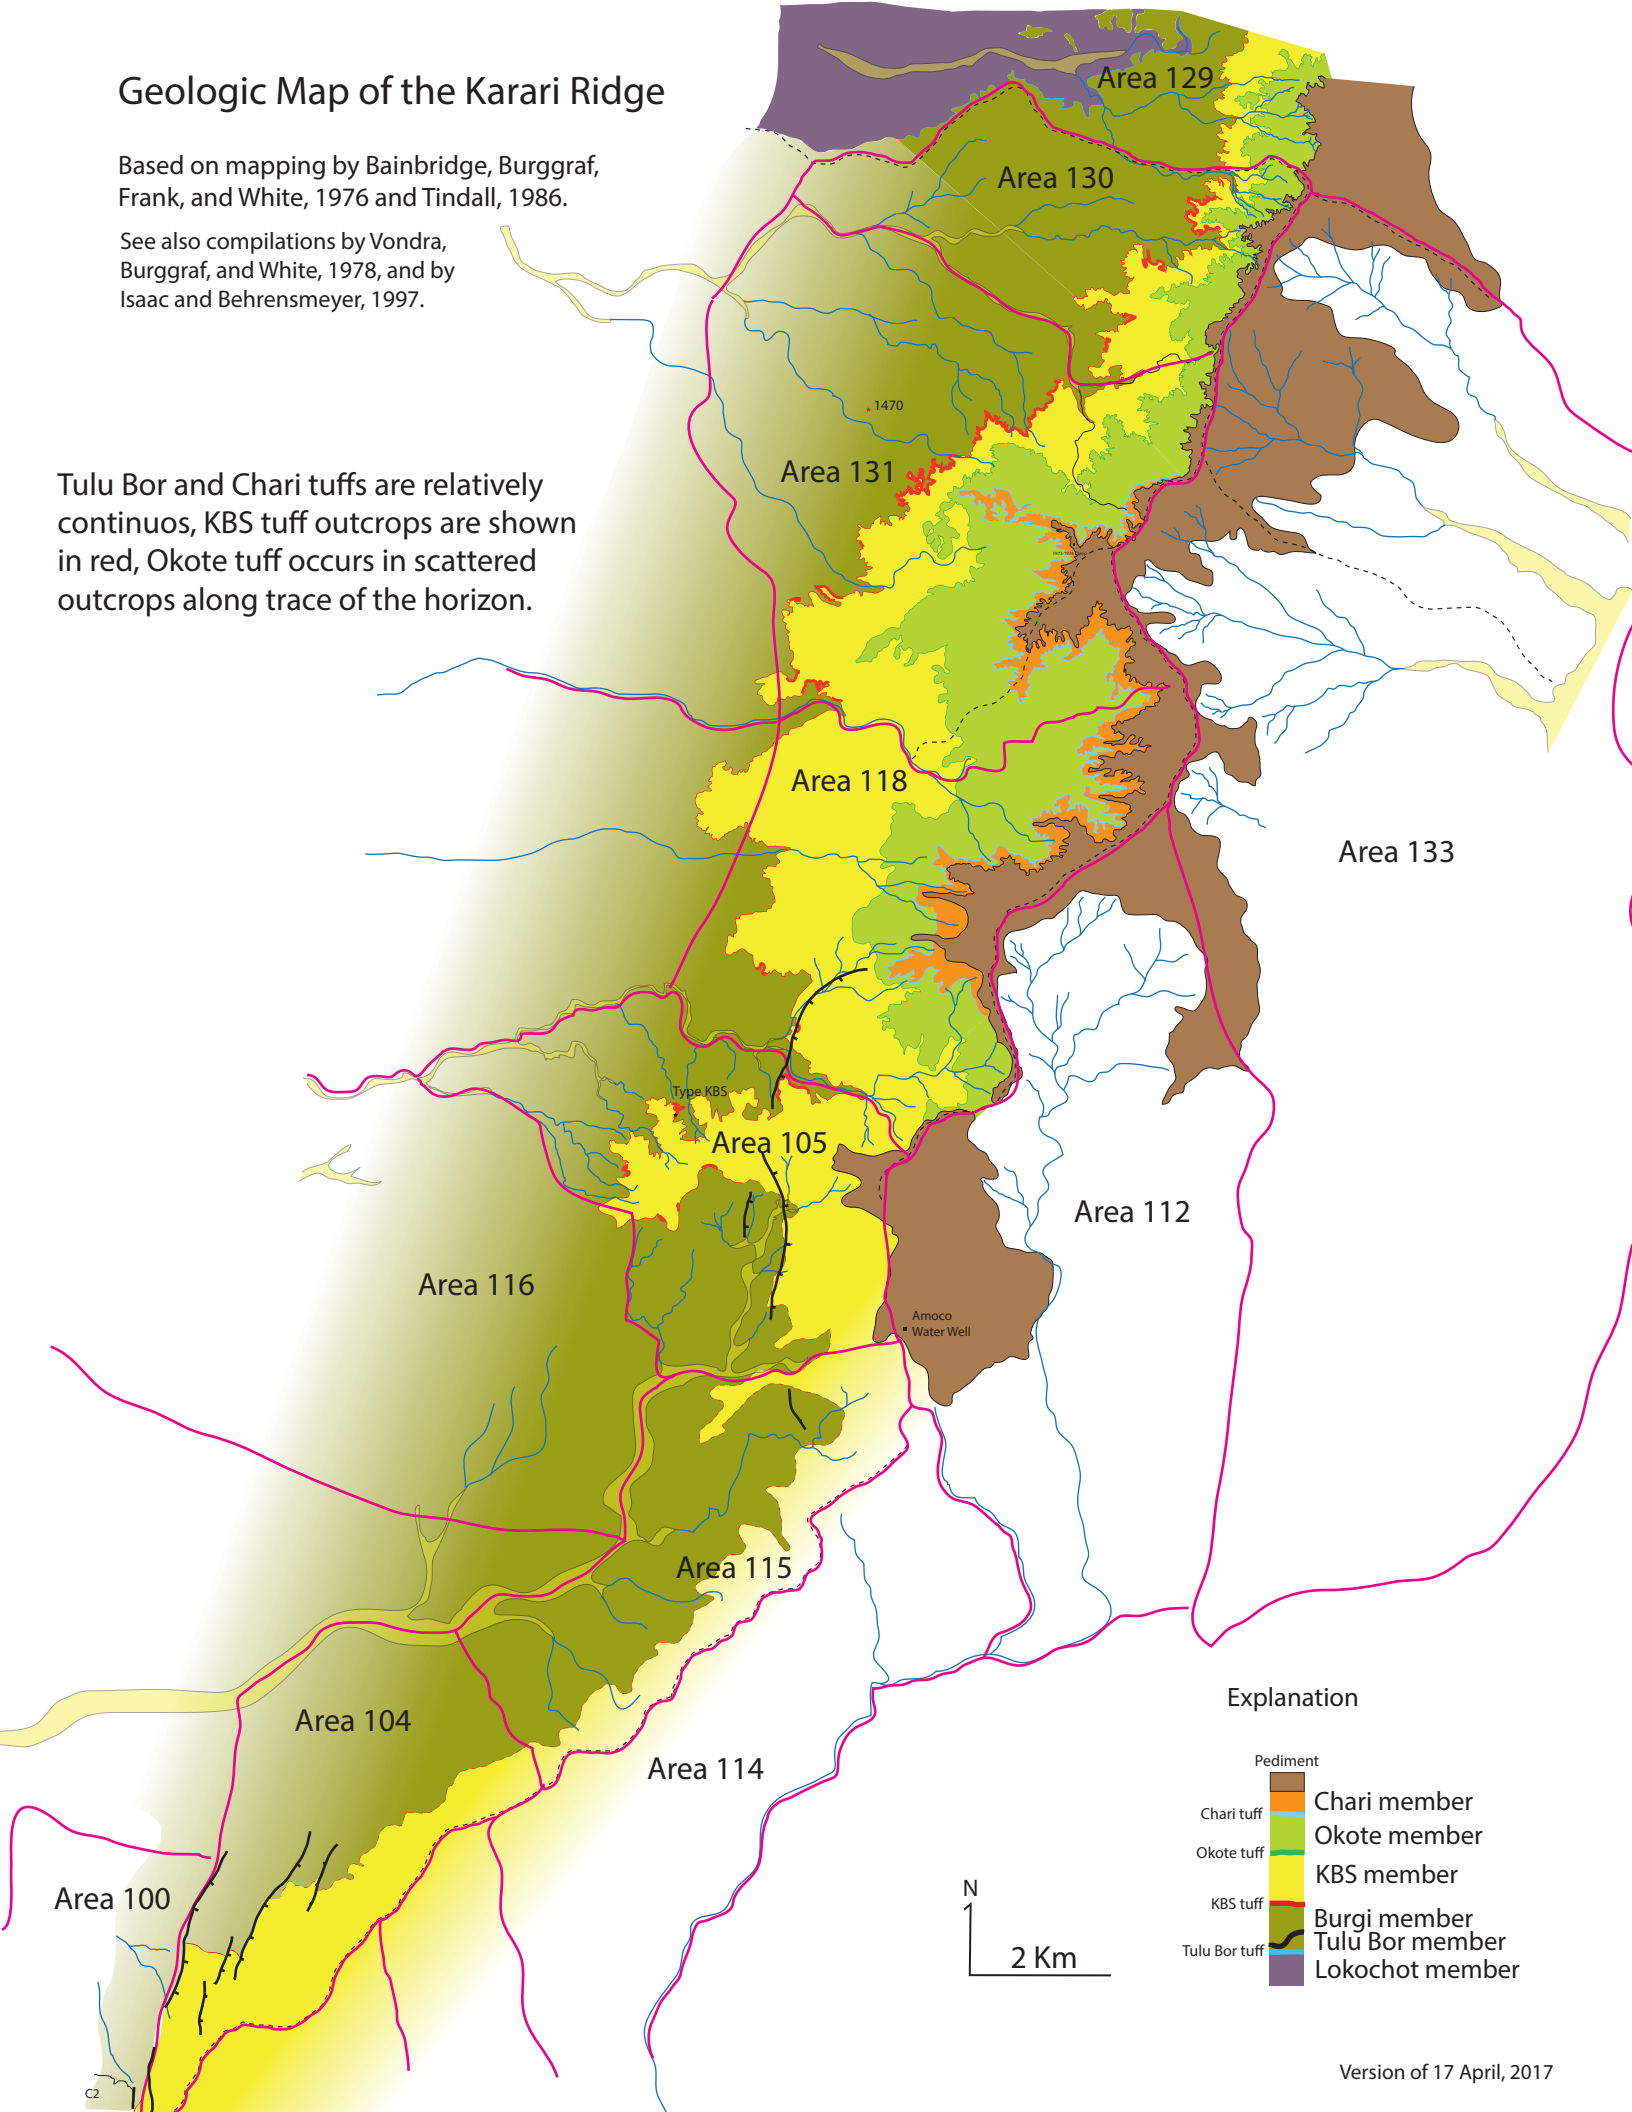 Geologic Map of the Karari Ridge
Based on mapping by Bainbridge, Burggraf,
Frank, and White, 1976 and Tindall, 1986.
See also compilations by Vondra,
Burggraf, and White, 1978, and by
Isaac and Behrensmeyer, 1997.
Tulu Bor and Chari tuffs are relatively
continuos, KBS tuff outcrops are shown
in red, Okote tuff occurs in scattered
outcrops along trace of the horizon.
Area 129
Area 130
1470
Area 131
Area 118
Area 133
Type KBS
Area 105
Area 112
Area 116
Amoco
Water Well
Area 115
Area 104
Area 114
Area 100
C2
N
2 Km
Explanation
Pediment
Chari member
Chari tuff
Okote member
Okote tuff
KBS member
KBS tuff
Burgi member
Tulu Bor member
Tulu Bor tuff
Lokochot member
Version of 17 April, 2017